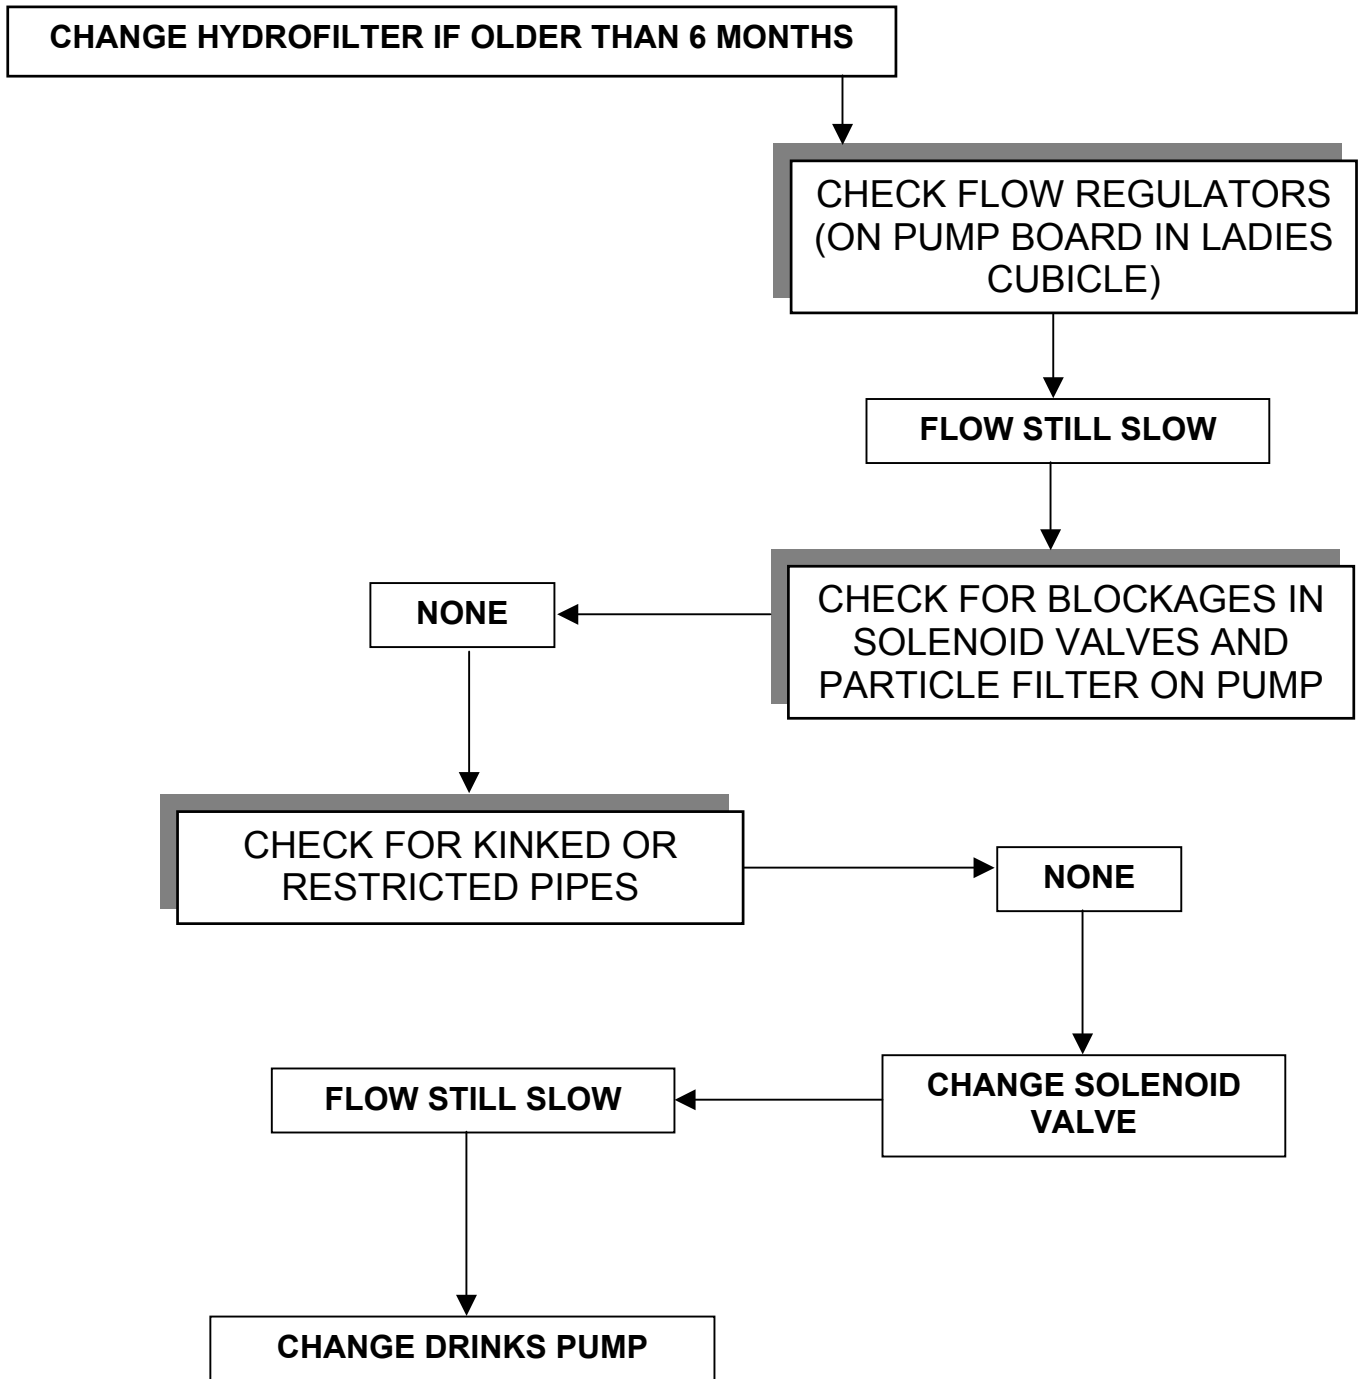 CHANGE HYDROFILTER IF OLDER THAN 6 MONTHS
CHECK FLOW REGULATORS
(ON PUMP BOARD IN LADIES
CUBICLE)
FLOW STILL SLOW
CHECK FOR BLOCKAGES IN
SOLENOID VALVES AND
PARTICLE FILTER ON PUMP
NONE
CHECK FOR KINKED OR
RESTRICTED PIPES
NONE
CHANGE SOLENOID
VALVE
FLOW STILL SLOW
CHANGE DRINKS PUMP